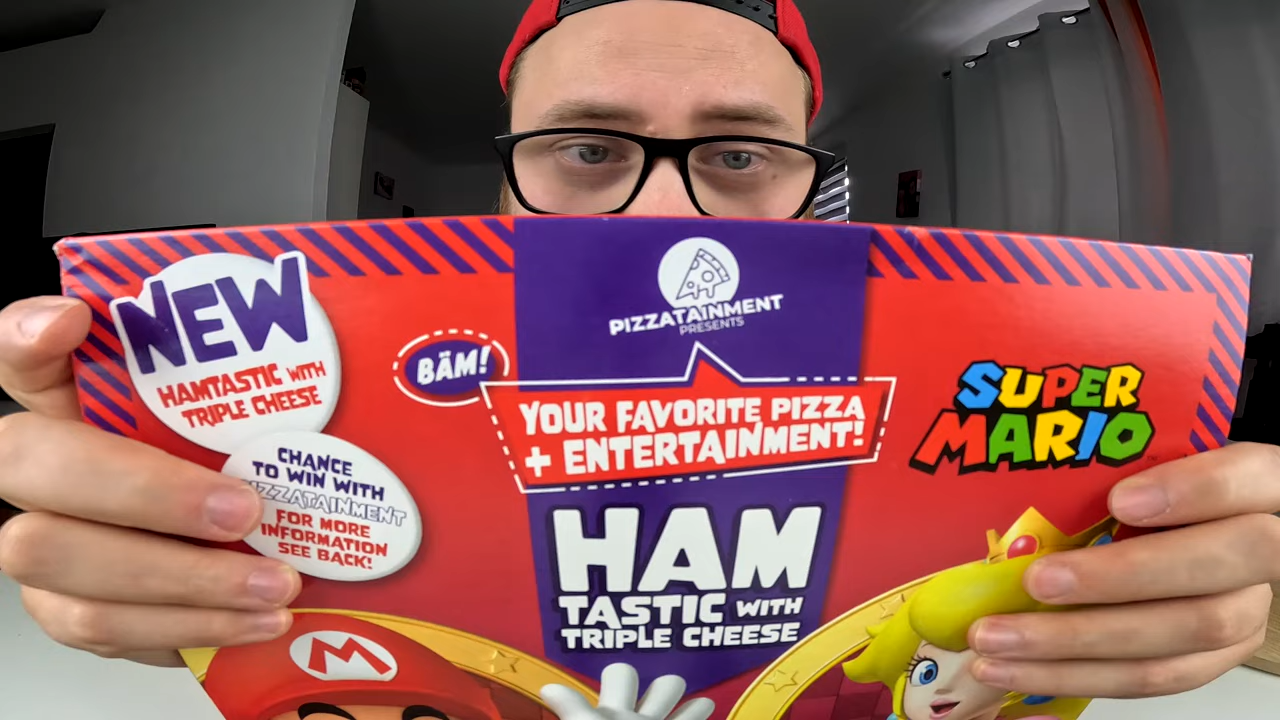 NEW
HAMTASTIC WITH
TRIPLE CHEESE
CHANCE
TO WIN WITH
PIZZATAINMENT
FOR MORE
INFORMATION
SEE BACK!
BÄM!
PIZZATAINMENT
PRESENTS
YOUR FAVORITE PIZZA
+ ENTERTAINMENT!
HAM
TASTIC WITH
TRIPLE CHEESE
SUPER
MARIO
M